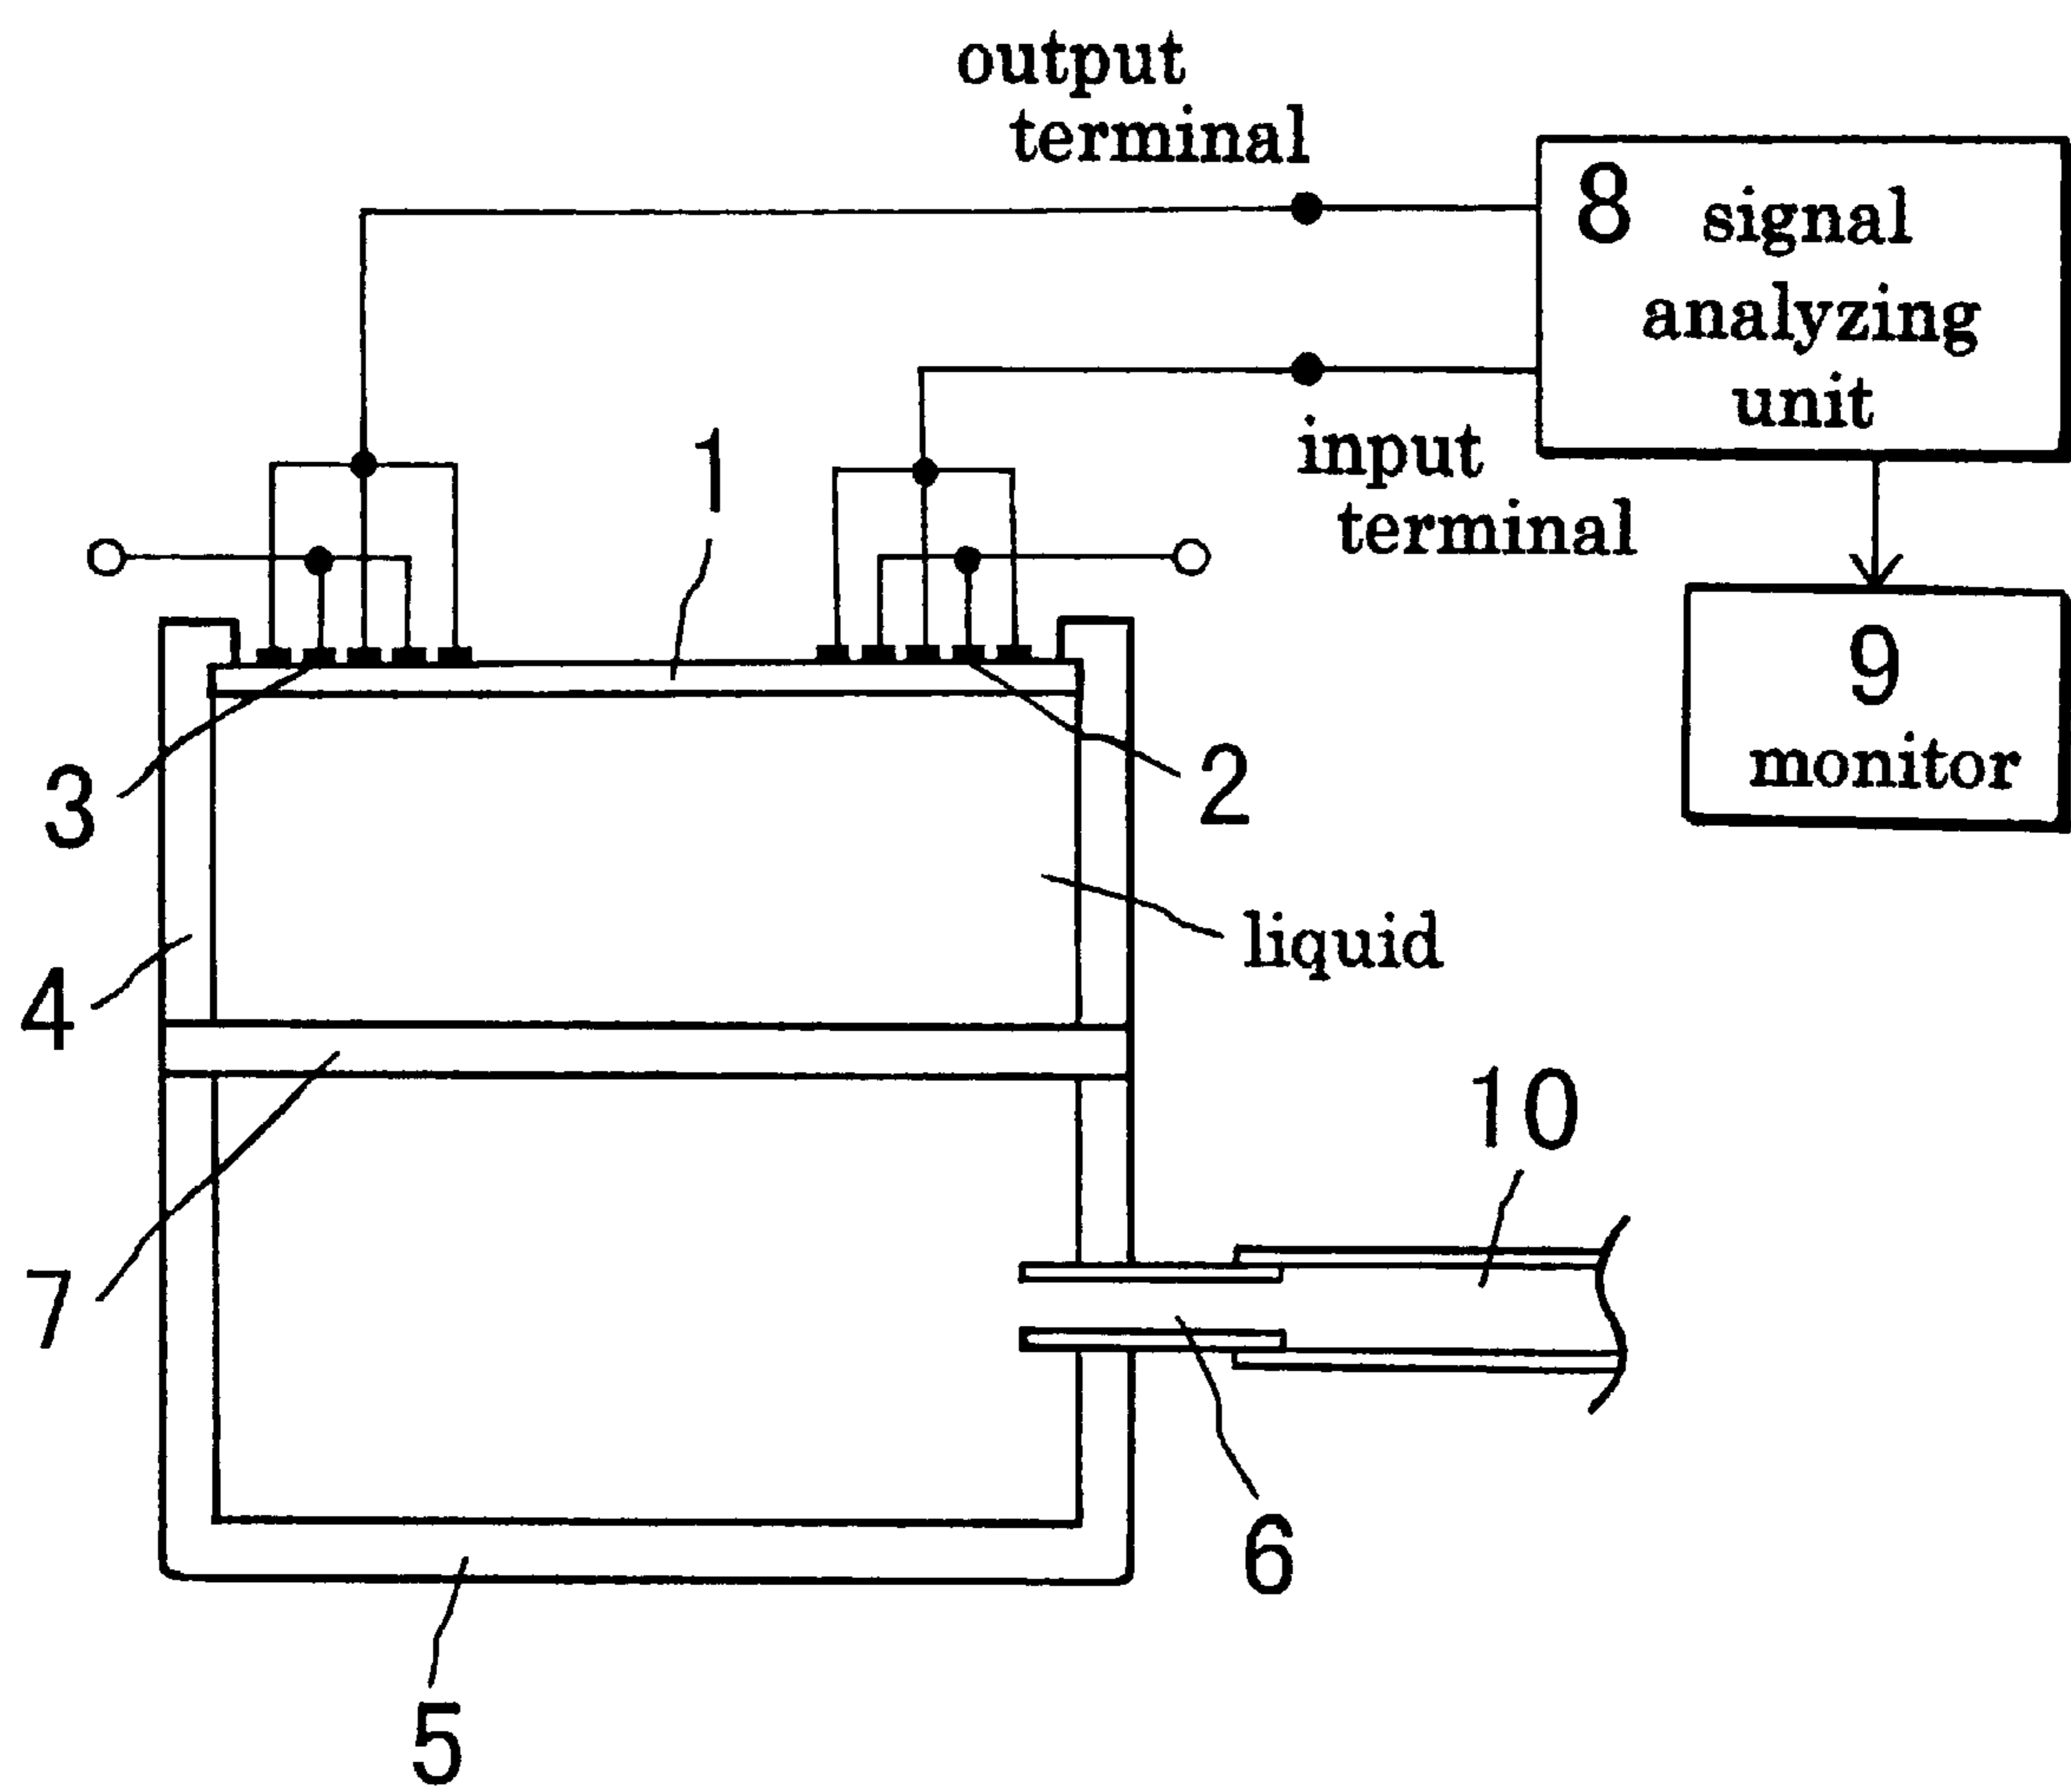 output
terminal
8 signal
analyzing
unit
input
terminal
1
9
monitor
3
2
liquid
4
10
7
6
5